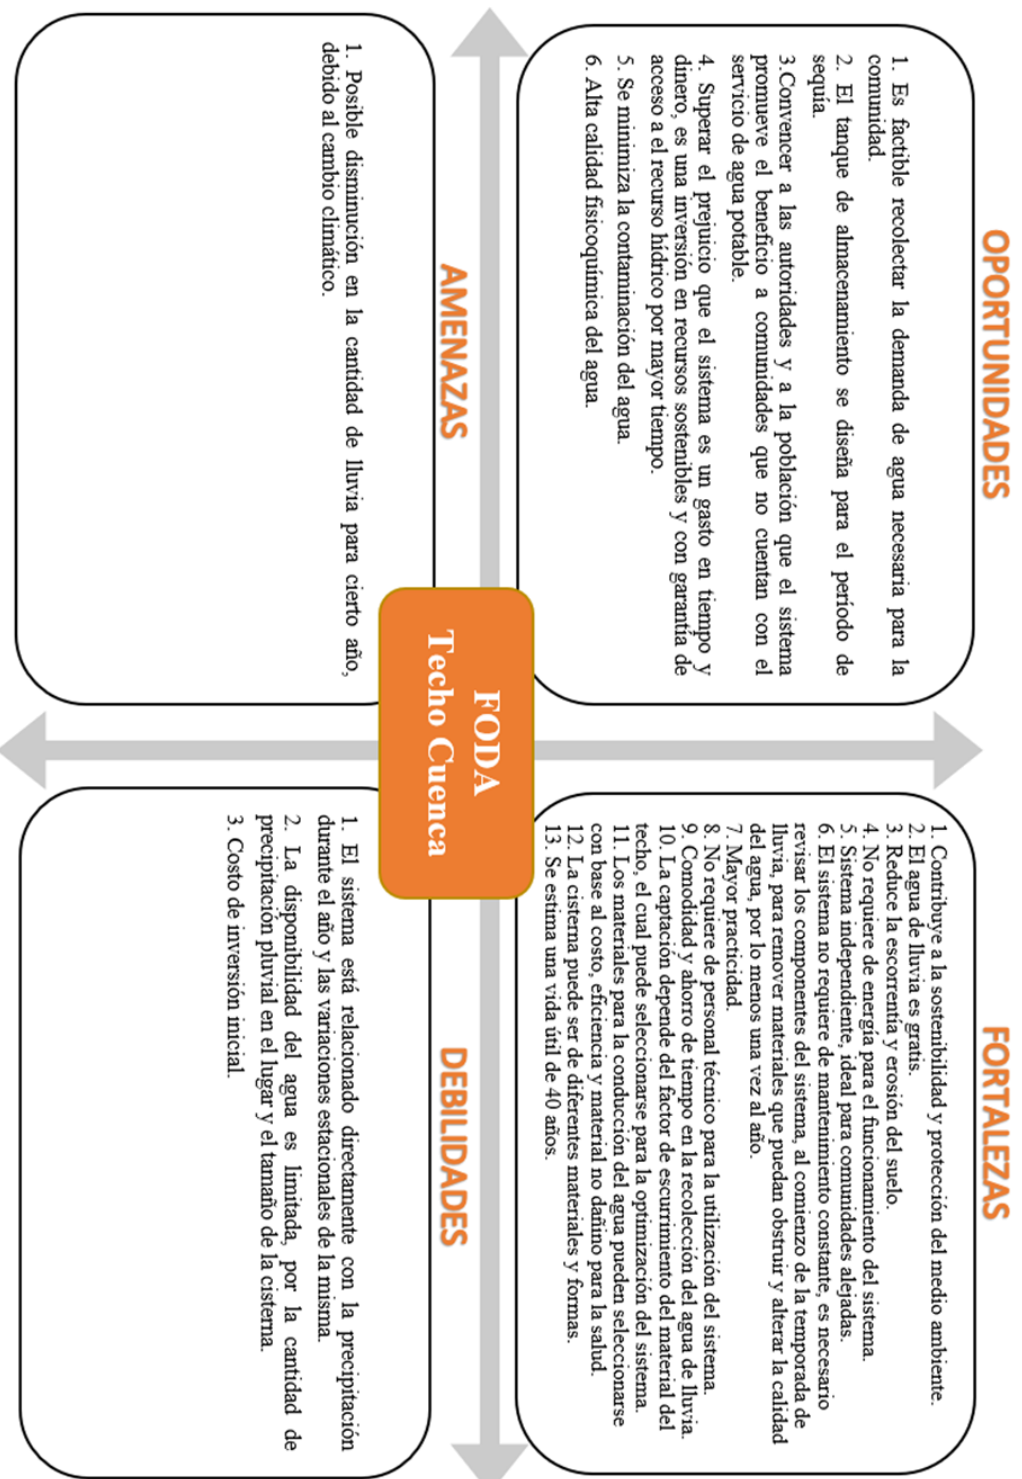 OPORTUNIDADES
1. Es factible recolectar la demanda de agua necesaria para la
comunidad.
2. El tanque de almacenamiento se diseña para el período de
sequía.
3.Convencer a las autoridades y a la población que el sistema
promueve el beneficio a comunidades que no cuentan con el
servicio de agua potable.
4. Superar el prejuicio que el sistema es un gasto en tiempo y
dinero, es una inversión en recursos sostenibles y con garantía de
acceso a el recurso hídrico por mayor tiempo.
5. Se minimiza la contaminación del agua.
6. Alta calidad fisicoquímica del agua.
FORTALEZAS
1. Contribuye a la sostenibilidad y protección del medio ambiente.
2. El agua de lluvia es gratis.
3. Reduce la escorrentía y erosión del suelo.
4. No requiere de energía para el funcionamiento del sistema.
5. Sistema independiente, ideal para comunidades alejadas.
6. El sistema no requiere de mantenimiento constante, es necesario
revisar los componentes del sistema, al comienzo de la temporada de
lluvia, para remover materiales que puedan obstruir y alterar la calidad
del agua, por lo menos una vez al año.
7. Mayor practicidad.
8. No requiere de personal técnico para la utilización del sistema.
9. Comodidad y ahorro de tiempo en la recolección del agua de lluvia.
10. La captación depende del factor de escurrimiento del material del
techo, el cual puede seleccionarse para la optimización del sistema.
11. Los materiales para la conducción del agua pueden seleccionarse
con base al costo, eficiencia y material no dañino para la salud.
12. La cisterna puede ser de diferentes materiales y formas.
13. Se estima una vida útil de 40 años.
FODA
Techo Cuenca
AMENAZAS
1. Posible disminución en la cantidad de lluvia para cierto año,
debido al cambio climático.
DEBILIDADES
1. El sistema está relacionado directamente con la precipitación
durante el año y las variaciones estacionales de la misma.
2. La disponibilidad del agua es limitada, por la cantidad de
precipitación pluvial en el lugar y el tamaño de la cisterna.
3. Costo de inversión inicial.